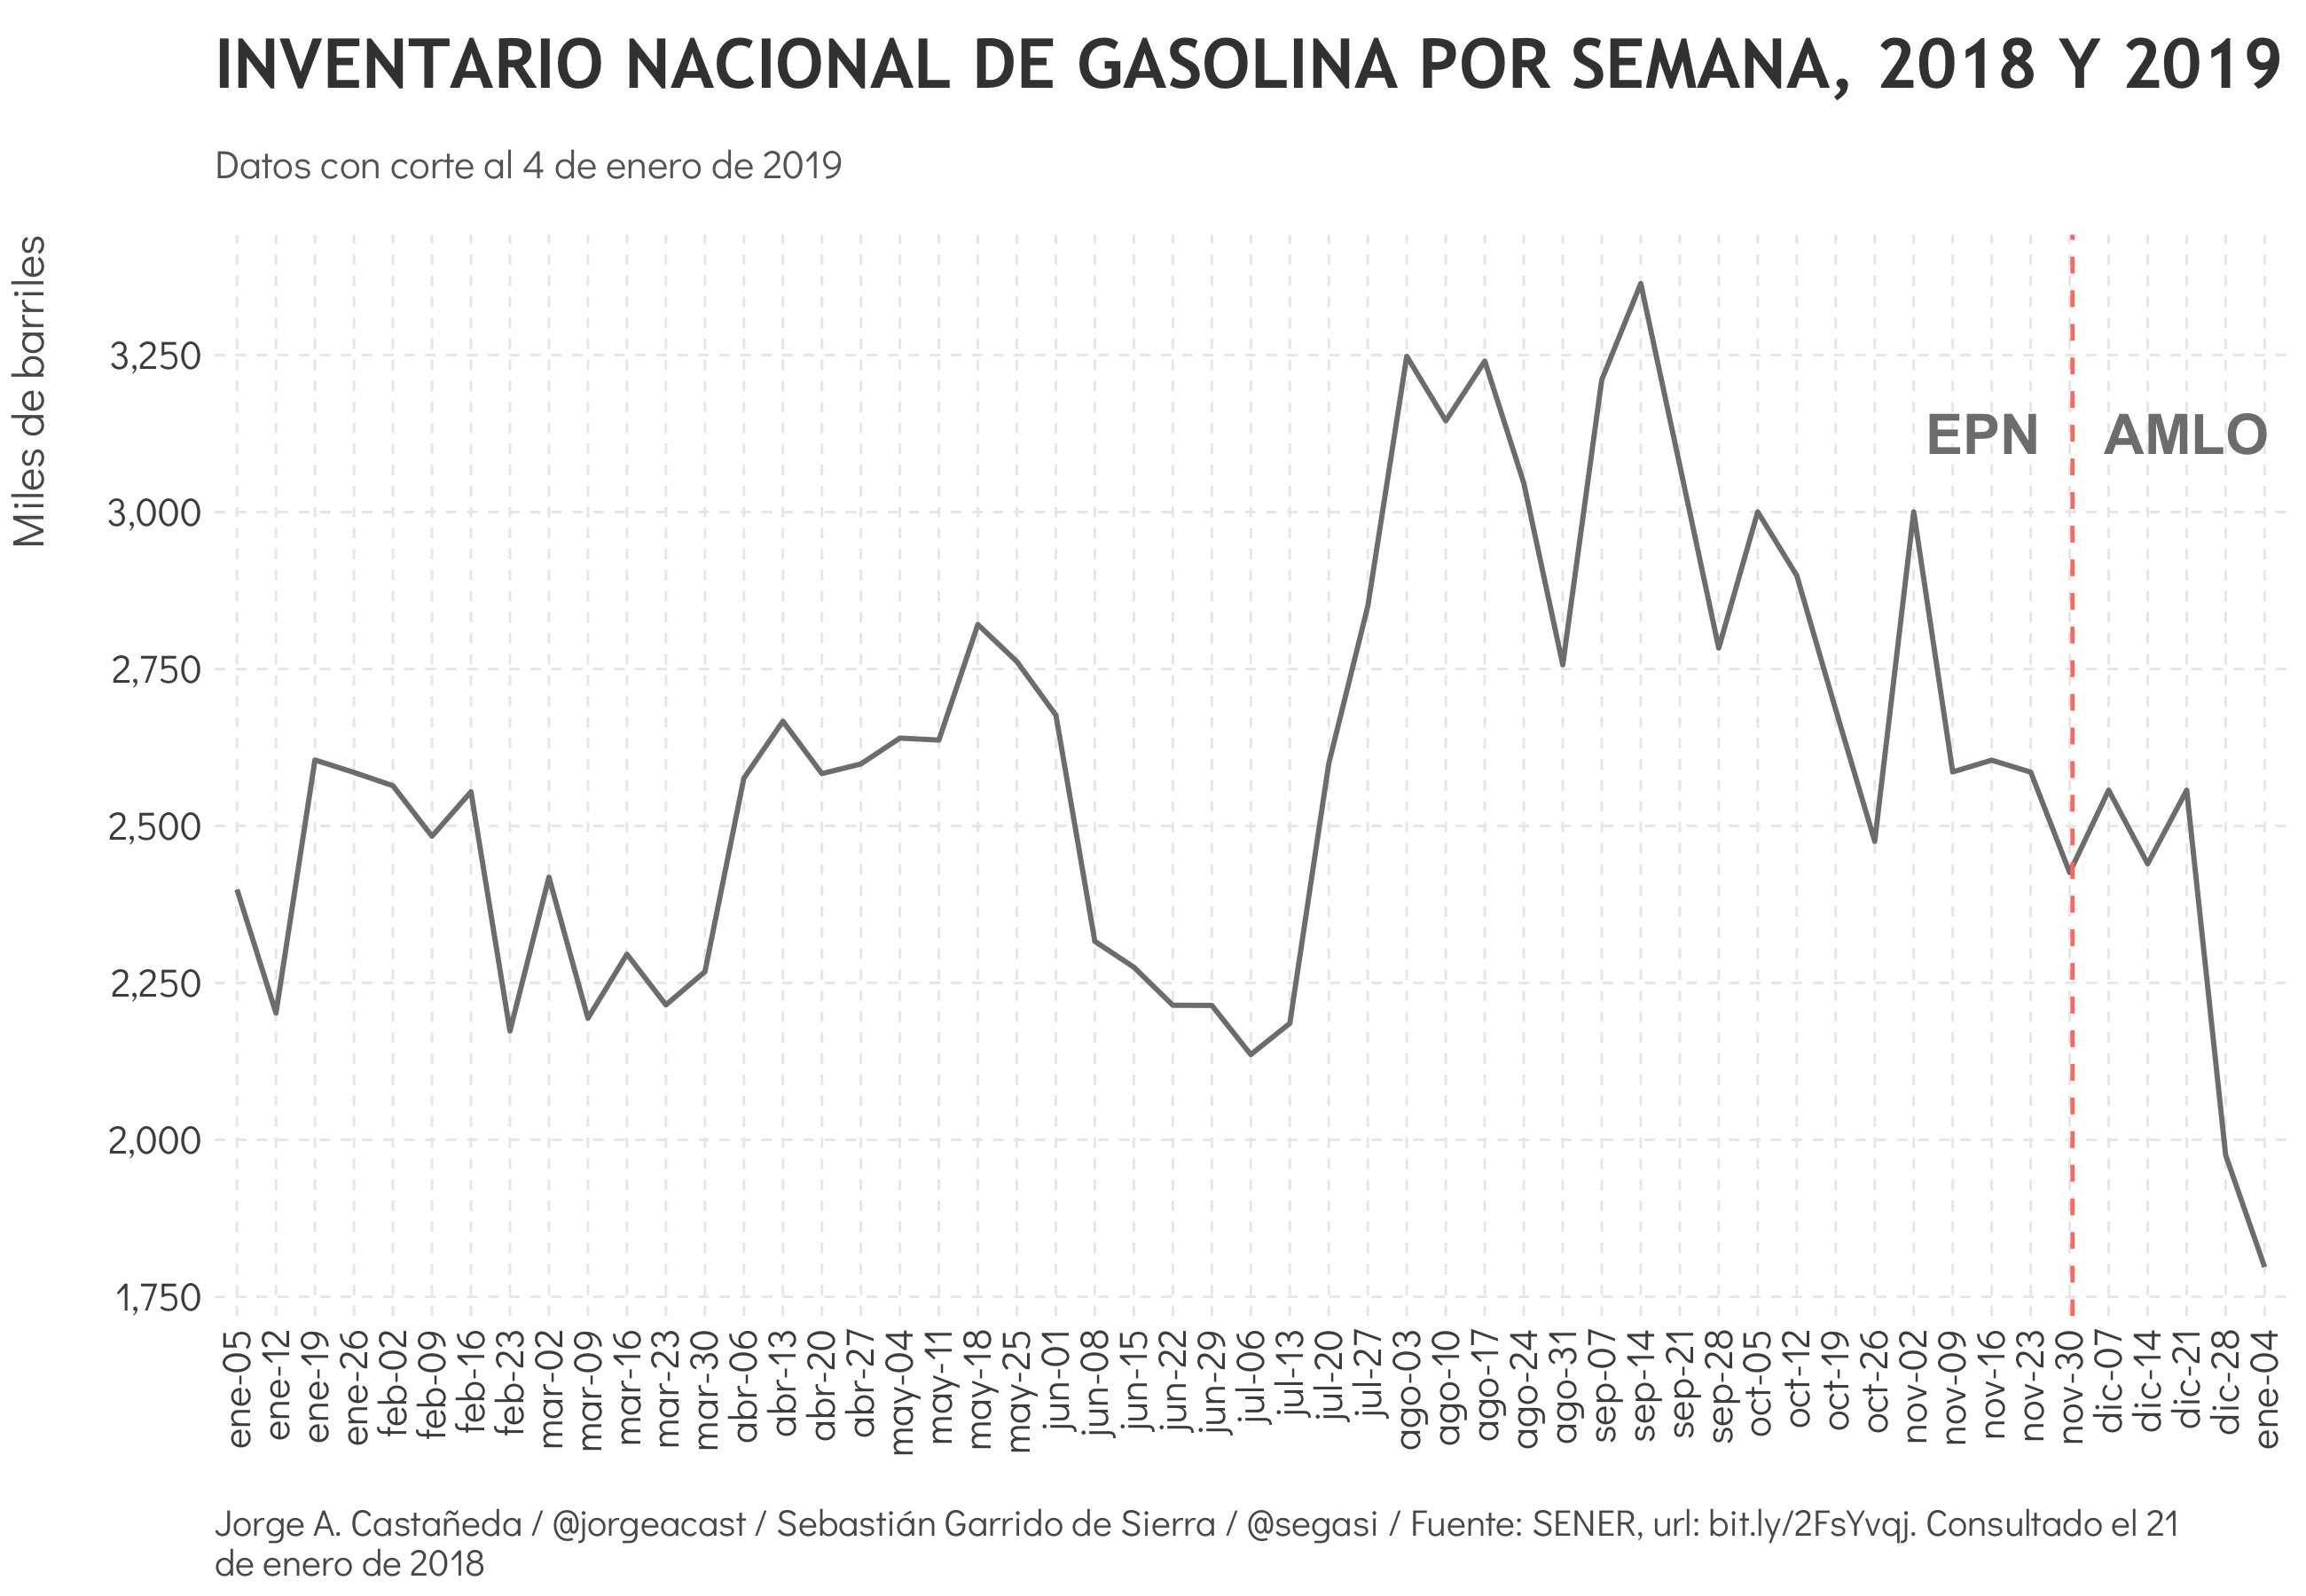 INVENTARIO NACIONAL DE GASOLINA POR SEMANA, 2018 Y 2019
Datos con corte al 4 de enero de 2019
Miles de barriles
3,250
3,000
2,750
2,500
2,250
2,000
1,750
EPN
AMLO
ene-05
ene-12
ene-19
ene-26
feb-02
feb-09
feb-16
feb-23
mar-02
mar-09
mar-16
mar-23
mar-30
abr-06
abr-13
abr-20
abr-27
may-04
may-11
may-18
may-25
jun-01
jun-08
jun-15
jun-22
jun-29
jul-06
jul-13
jul-20
jul-27
ago-03
ago-10
ago-17
ago-24
ago-31
sep-07
sep-14
sep-21
sep-28
oct-05
oct-12
oct-19
oct-26
nov-02
nov-09
nov-16
nov-23
nov-30
dic-07
dic-14
dic-21
dic-28
ene-04
Jorge A. Castañeda / @jorgeacast / Sebastián Garrido de Sierra / @segasi / Fuente: SENER, url: bit.ly/2FsYvqj. Consultado el 21
de enero de 2018